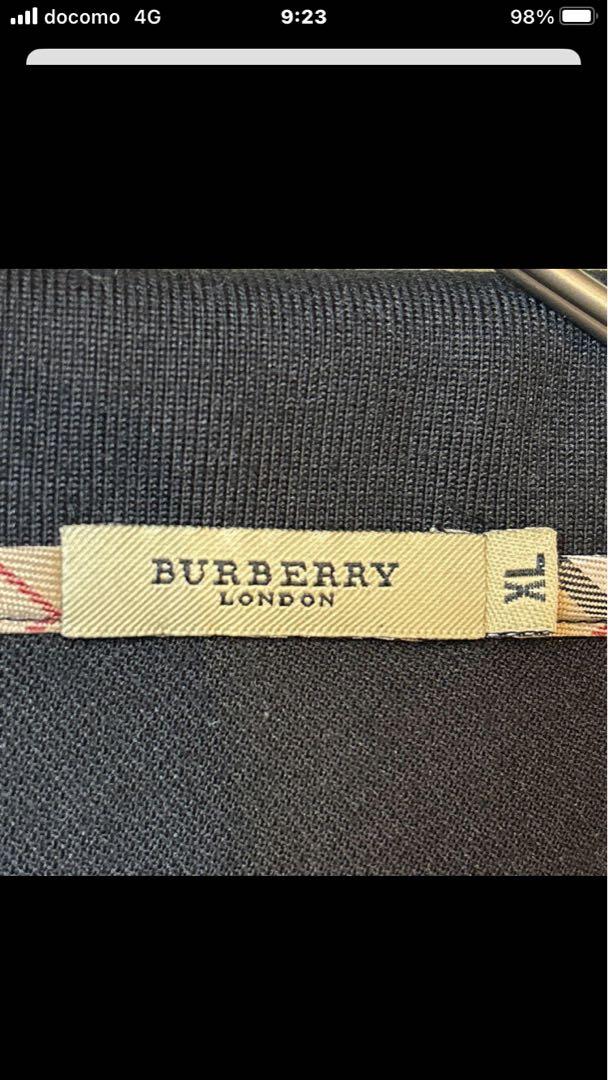 docomo 4G 9:23 98%
BURBERRY
LONDON
XL